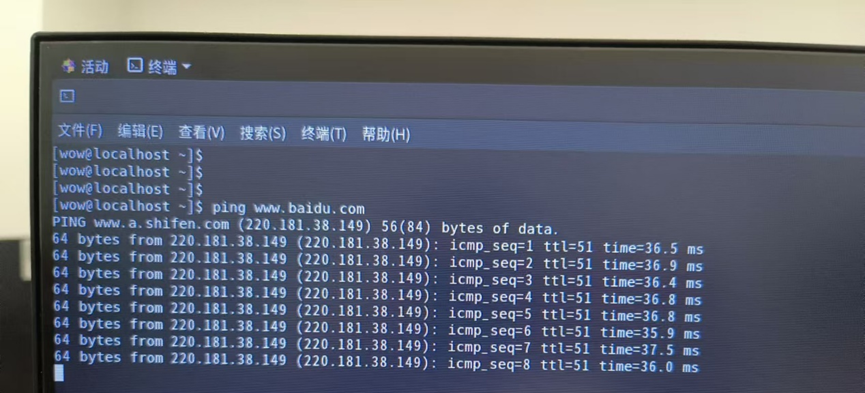 活动 终端
文件(F) 编辑(E) 查看(V) 搜索(S) 终端(T) 帮助(H)
[wow@localhost ~]$
[wow@localhost ~]$
[wow@localhost ~]$
[wow@localhost ~]$ ping www.baidu.com
PING www.a.shifen.com (220.181.38.149) 56(84) bytes of data.
64 bytes from 220.181.38.149 (220.181.38.149): icmp_seq=1 ttl=51 time=36.5 ms
64 bytes from 220.181.38.149 (220.181.38.149): icmp_seq=2 ttl=51 time=36.9 ms
64 bytes from 220.181.38.149 (220.181.38.149): icmp_seq=3 ttl=51 time=36.4 ms
64 bytes from 220.181.38.149 (220.181.38.149): icmp_seq=4 ttl=51 time=36.8 ms
64 bytes from 220.181.38.149 (220.181.38.149): icmp_seq=5 ttl=51 time=36.8 ms
64 bytes from 220.181.38.149 (220.181.38.149): icmp_seq=6 ttl=51 time=35.9 ms
64 bytes from 220.181.38.149 (220.181.38.149): icmp_seq=7 ttl=51 time=37.5 ms
64 bytes from 220.181.38.149 (220.181.38.149): icmp_seq=8 ttl=51 time=36.0 ms